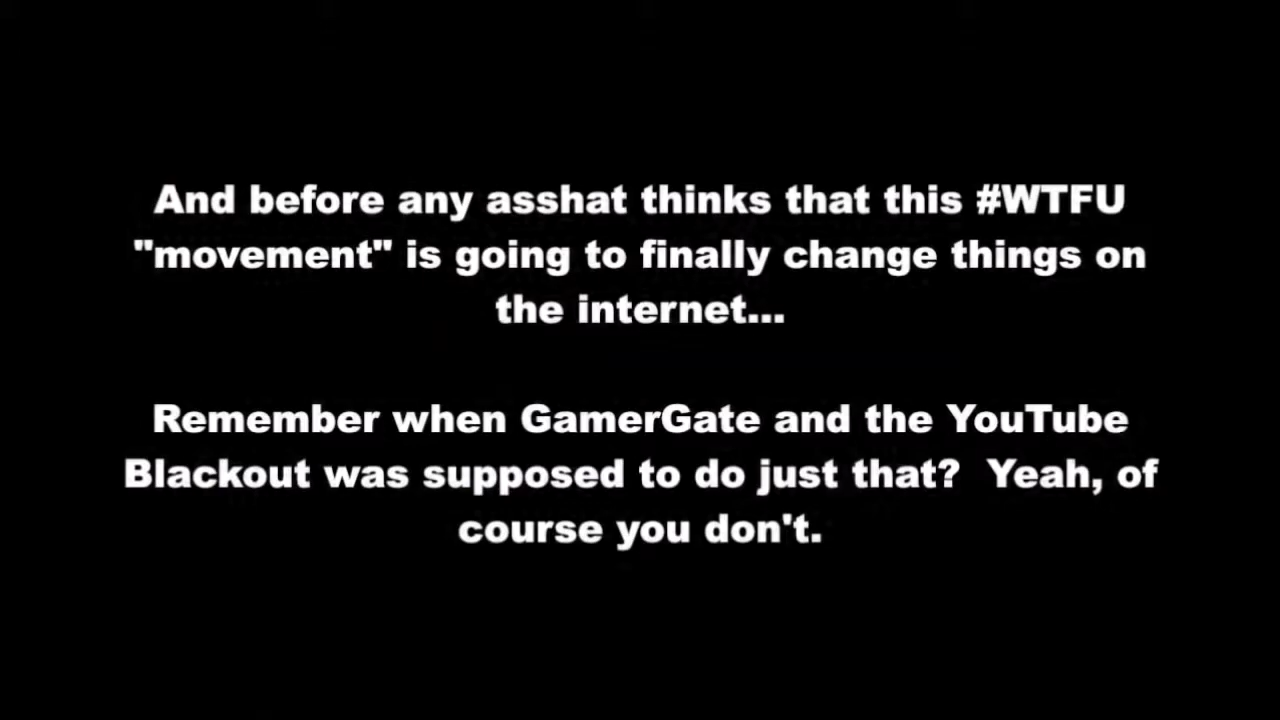 And before any asshat thinks that this #WTFU
"movement" is going to finally change things on
the internet...
Remember when GamerGate and the YouTube
Blackout was supposed to do just that?  Yeah, of
course you don't.